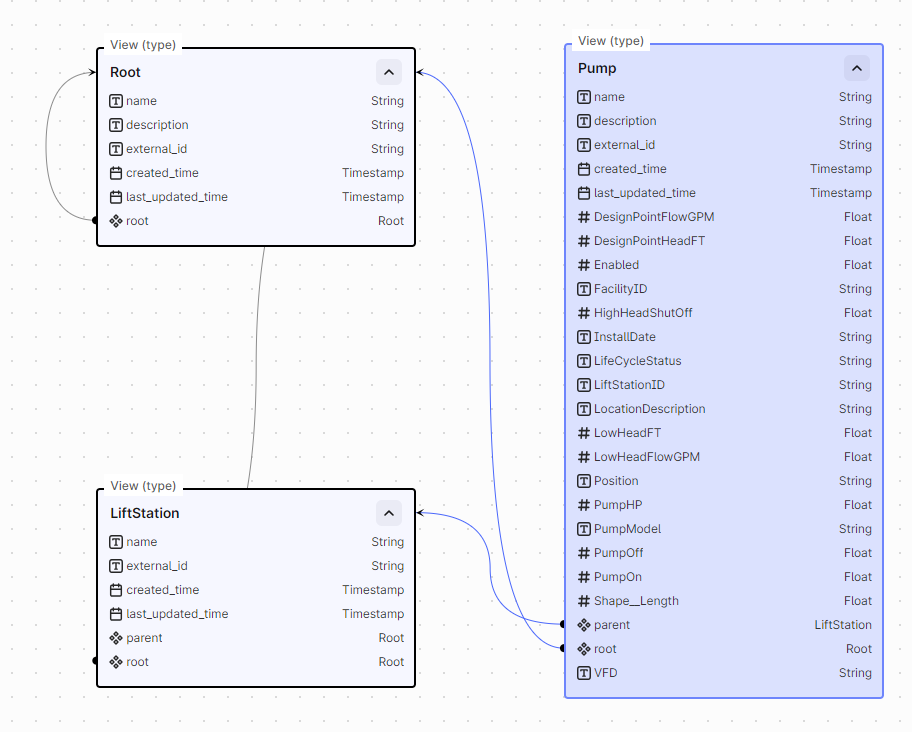 View (type)
Root
name String
description String
external_id String
created_time Timestamp
last_updated_time Timestamp
root Root
View (type)
LiftStation
name String
external_id String
created_time Timestamp
last_updated_time Timestamp
parent Root
root Root
View (type)
Pump
name String
description String
external_id String
created_time Timestamp
last_updated_time Timestamp
DesignPointFlowGPM Float
DesignPointHeadFT Float
Enabled Float
FacilityID String
HighHeadShutOff Float
InstallDate String
LifeCycleStatus String
LiftStationID String
LocationDescription String
LowHeadFT Float
LowHeadFlowGPM Float
Position String
PumpHP Float
PumpModel String
PumpOff Float
PumpOn Float
Shape__Length Float
parent LiftStation
root Root
VFD String